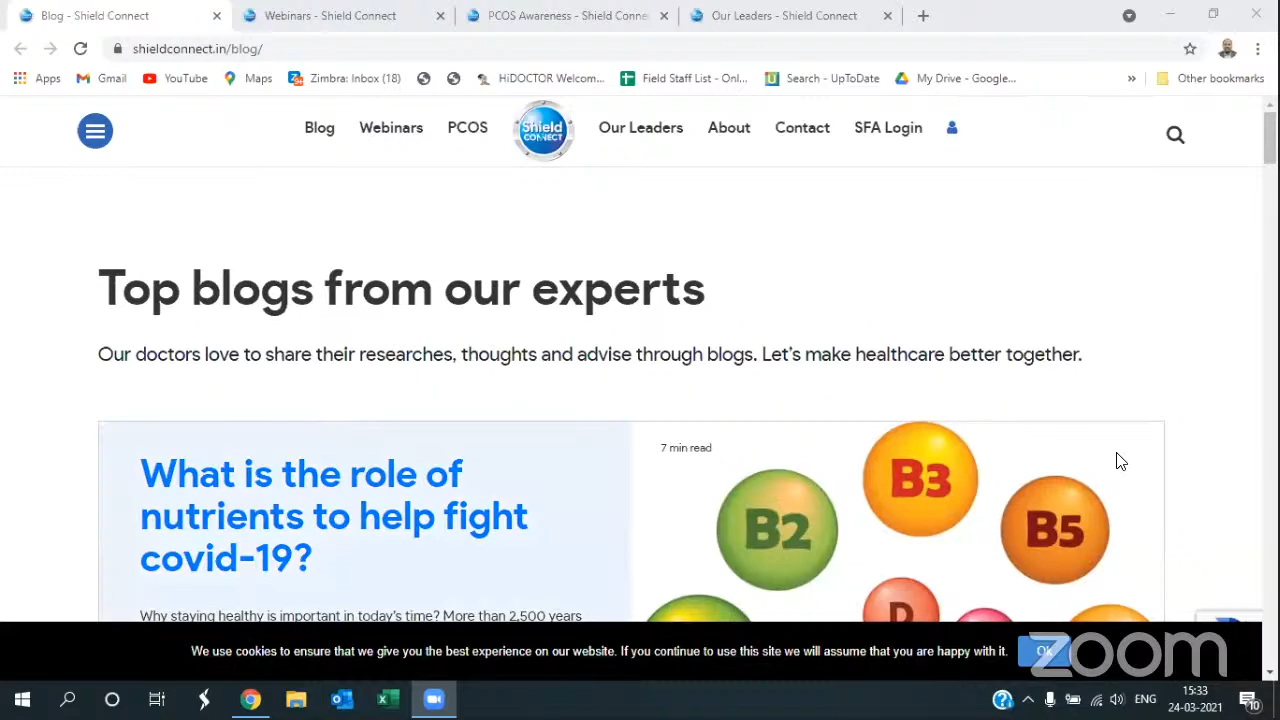 Blog - Shield Connect
Webinars - Shield Connect
PCOS Awareness - Shield Conne
Our Leaders - Shield Connect
shieldconnect.in/blog/
Apps
Gmail
YouTube
Maps
Zimbra: Inbox (18)
HiDOCTOR Welcom...
Field Staff List - Onl...
Search - UpToDate
My Drive - Google...
»
Other bookmarks
Blog
Webinars
PCOS
Shield
CONNECT
Our Leaders
About
Contact
SFA Login
Top blogs from our experts
Our doctors love to share their researches, thoughts and advise through blogs. Let's make healthcare better together.
What is the role of
nutrients to help fight
covid-19?
Why staying healthy is important in today's time? More than 2,500 years
7 min read
B3
B2
B5
D
We use cookies to ensure that we give you the best experience on our website. If you continue to use this site we will assume that you are happy with it.
Ok
zoom
ENG
15:33
24-03-2021
10